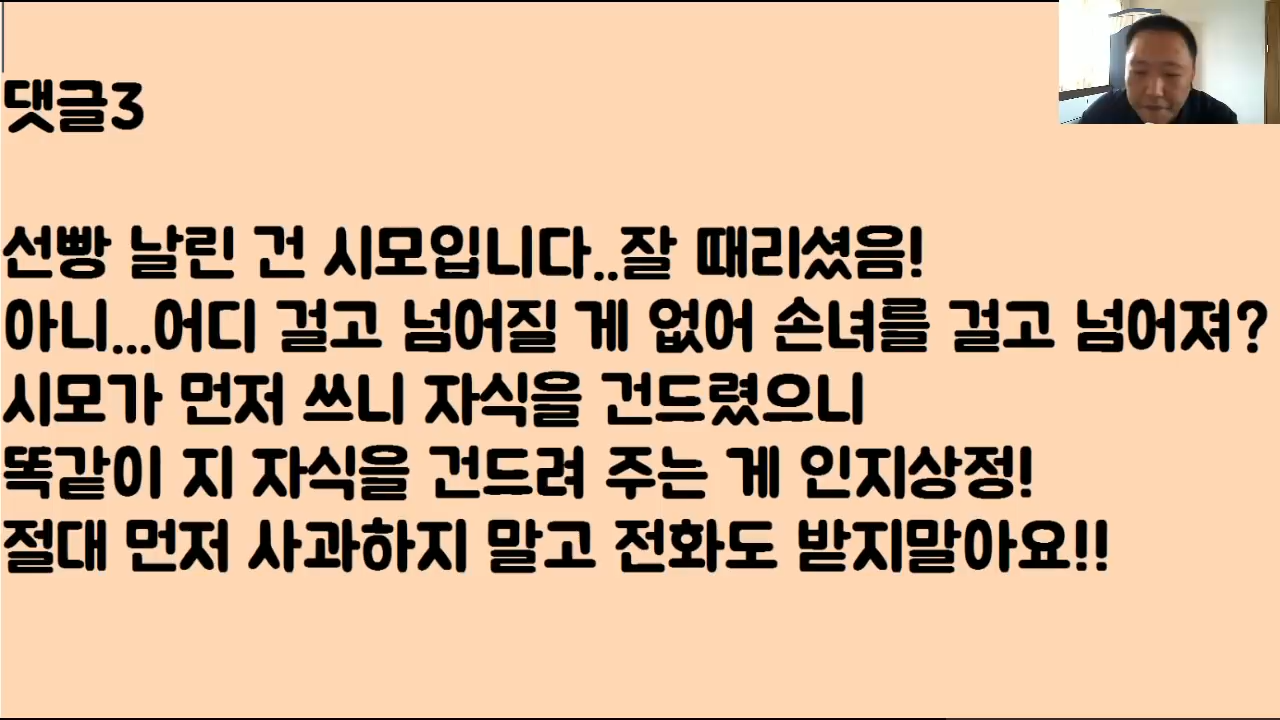 댓글3
선빵 날린 건 시모입니다..잘 때리셨음!
아니...어디 걸고 넘어질 게 없어 손녀를 걸고 넘어져?
시모가 먼저 쓰니 자식을 건드렸으니
똑같이 지 자식을 건드려 주는 게 인지상정!
절대 먼저 사과하지 말고 전화도 받지말아요!!